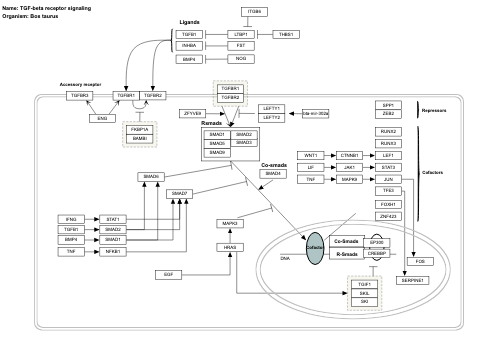 Name: TGF-beta receptor signaling
Organism: Bos taurus
ITGB6
Ligands
TGFB1
LTBP1
THBS1
INHBA
FST
BMP4
NOG
Accessory receptor
TGFBR3
TGFBR1
TGFBR2
ENG
FKBP1A
BAMBI
TGFBR1
TGFBR2
ZFYVE9
LEFTY1
LEFTY2
bta-mir-302a
SPP1
ZEB2
Repressors
Rsmads
SMAD1
SMAD2
SMAD5
SMAD3
SMAD9
RUNX2
RUNX3
WNT1
CTNNB1
LEF1
LIF
JAK1
STAT3
TNF
MAPK9
JUN
TFE3
FOXH1
ZNF423
Cofactors
Co-smads
SMAD4
SMAD6
SMAD7
IFNG
STAT1
TGFB1
SMAD2
BMP4
SMAD1
TNF
NFKB1
MAPK3
HRAS
EGF
DNA
Cofactors
Co-Smads
R-Smads
EP300
CREBBP
FOS
SERPINE1
TGIF1
SKIL
SKI